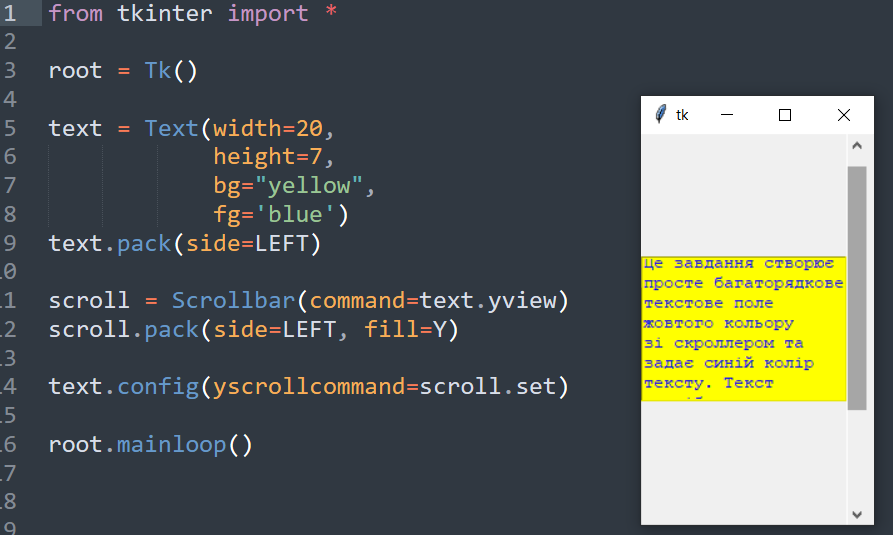 1 from tkinter import *
2
3 root = Tk()
4
5 text = Text(width=20,
6 height=7,
7 bg="yellow",
8 fg='blue')
9 text.pack(side=LEFT)
10
11 scroll = Scrollbar(command=text.yview)
12 scroll.pack(side=LEFT, fill=Y)
13
14 text.config(yscrollcommand=scroll.set)
15
16 root.mainloop()
17
18
19
tk
Це завдання створює
просте багаторядкове
текстове поле
жовтого кольору
зі скроллером та
задає синій колір
тексту. Текст